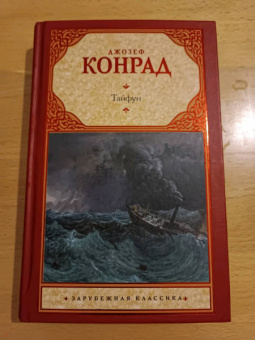 ДЖОЗЕФ
КОНРАД
Тайфун
ЗАРУБЕЖНАЯ КЛАССИКА